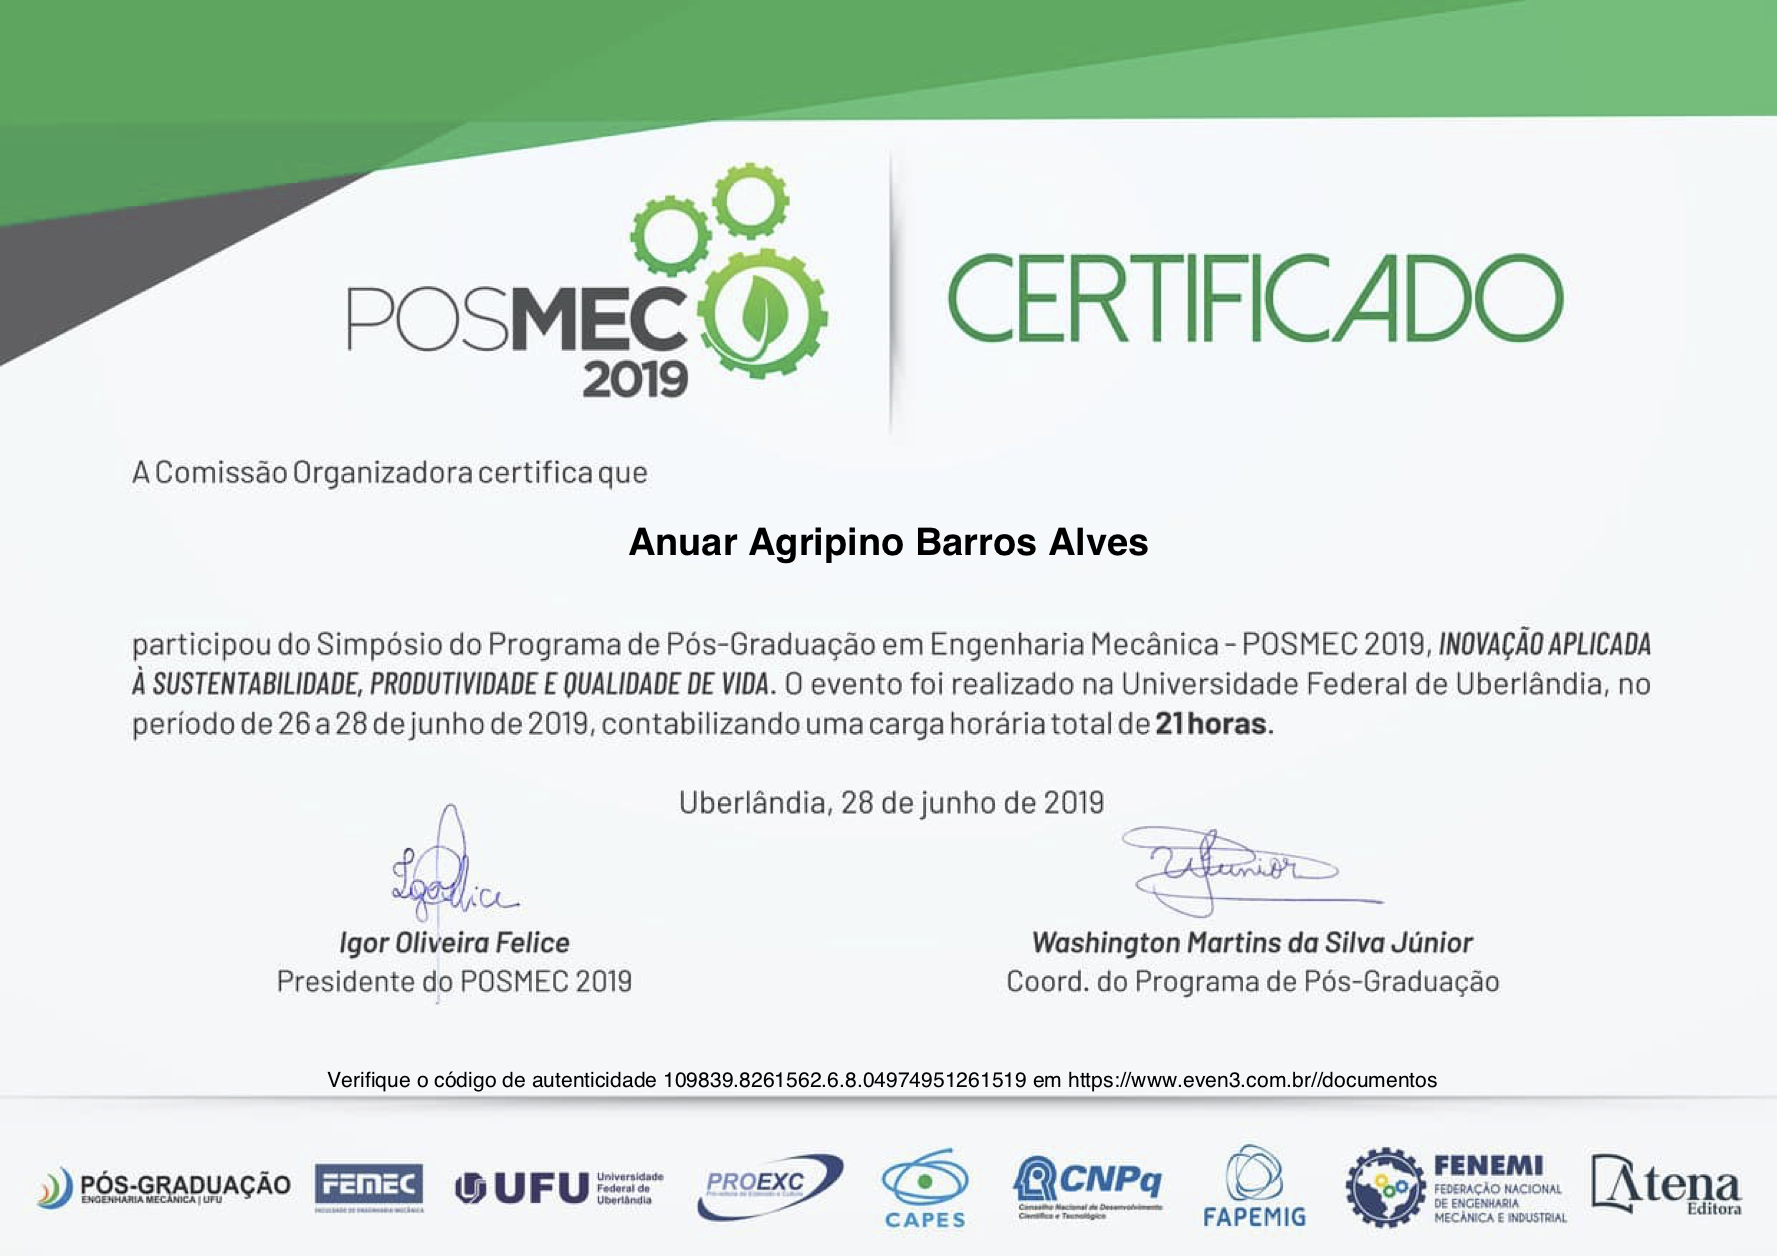 POSMEC
2019
CERTIFICADO
A Comissão Organizadora certifica que
Anuar Agripino Barros Alves
participou do Simpósio do Programa de Pós-Graduação em Engenharia Mecânica - POSMEC 2019, INOVAÇÃO APLICADA
À SUSTENTABILIDADE, PRODUTIVIDADE E QUALIDADE DE VIDA. O evento foi realizado na Universidade Federal de Uberlândia, no
período de 26 a 28 de junho de 2019, contabilizando uma carga horária total de 21 horas.
Uberlândia, 28 de junho de 2019
Igor Oliveira Felice
Presidente do POSMEC 2019
Washington Martins da Silva Júnior
Coord. do Programa de Pós-Graduação
Verifique o código de autenticidade 109839.8261562.6.8.04974951261519 em https://www.even3.com.br//documentos
PÓS-GRADUAÇÃO
ENGENHARIA MECÂNICA | UFU
FEMEC
FACULDADE DE ENGENHARIA MECÂNICA
UFU
Universidade
Federal de
Uberlândia
PROEXC
Pró-reitoria de Extensão e Cultura
CAPES
CNPq
Conselho Nacional de Desenvolvimento
Científico e Tecnológico
FAPEMIG
FENEMI
FEDERAÇÃO NACIONAL
DE ENGENHARIA
MECÂNICA E INDUSTRIAL
Atena
Editora